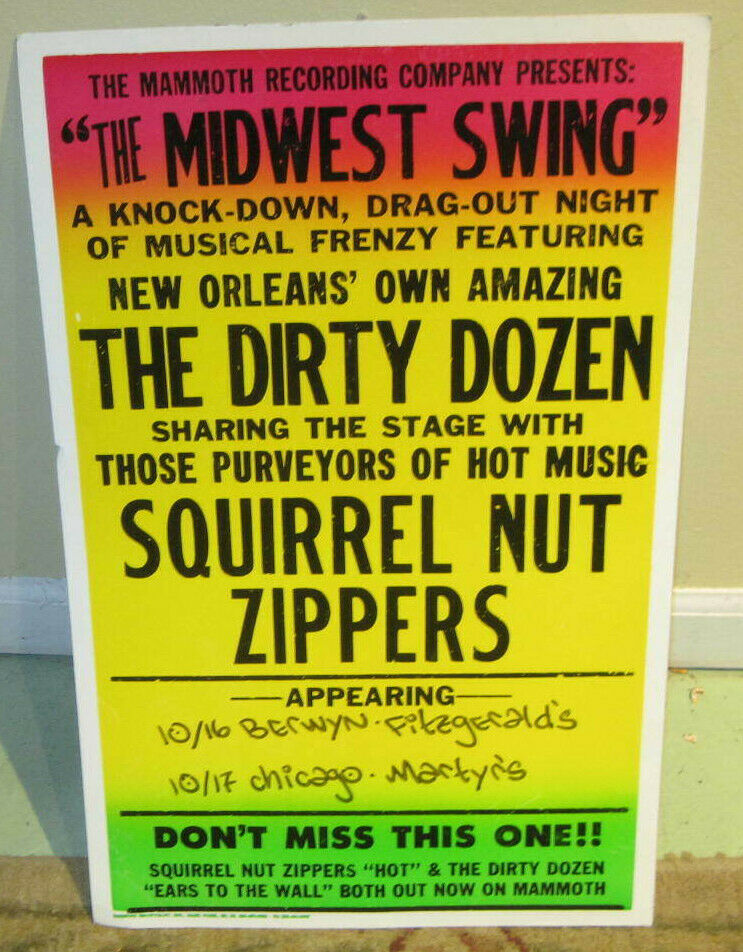 THE MAMMOTH RECORDING COMPANY PRESENTS:
“THE MIDWEST SWING”
A KNOCK-DOWN, DRAG-OUT NIGHT
OF MUSICAL FRENZY FEATURING
NEW ORLEANS’ OWN AMAZING
THE DIRTY DOZEN
SHARING THE STAGE WITH
THOSE PURVEYORS OF HOT MUSIC
SQUIRREL NUT
ZIPPERS
—APPEARING—
10/16 BERWYN · Fitzgerald's
10/17 chicago · Martyr's
DON'T MISS THIS ONE!!
SQUIRREL NUT ZIPPERS "HOT" & THE DIRTY DOZEN
"EARS TO THE WALL" BOTH OUT NOW ON MAMMOTH